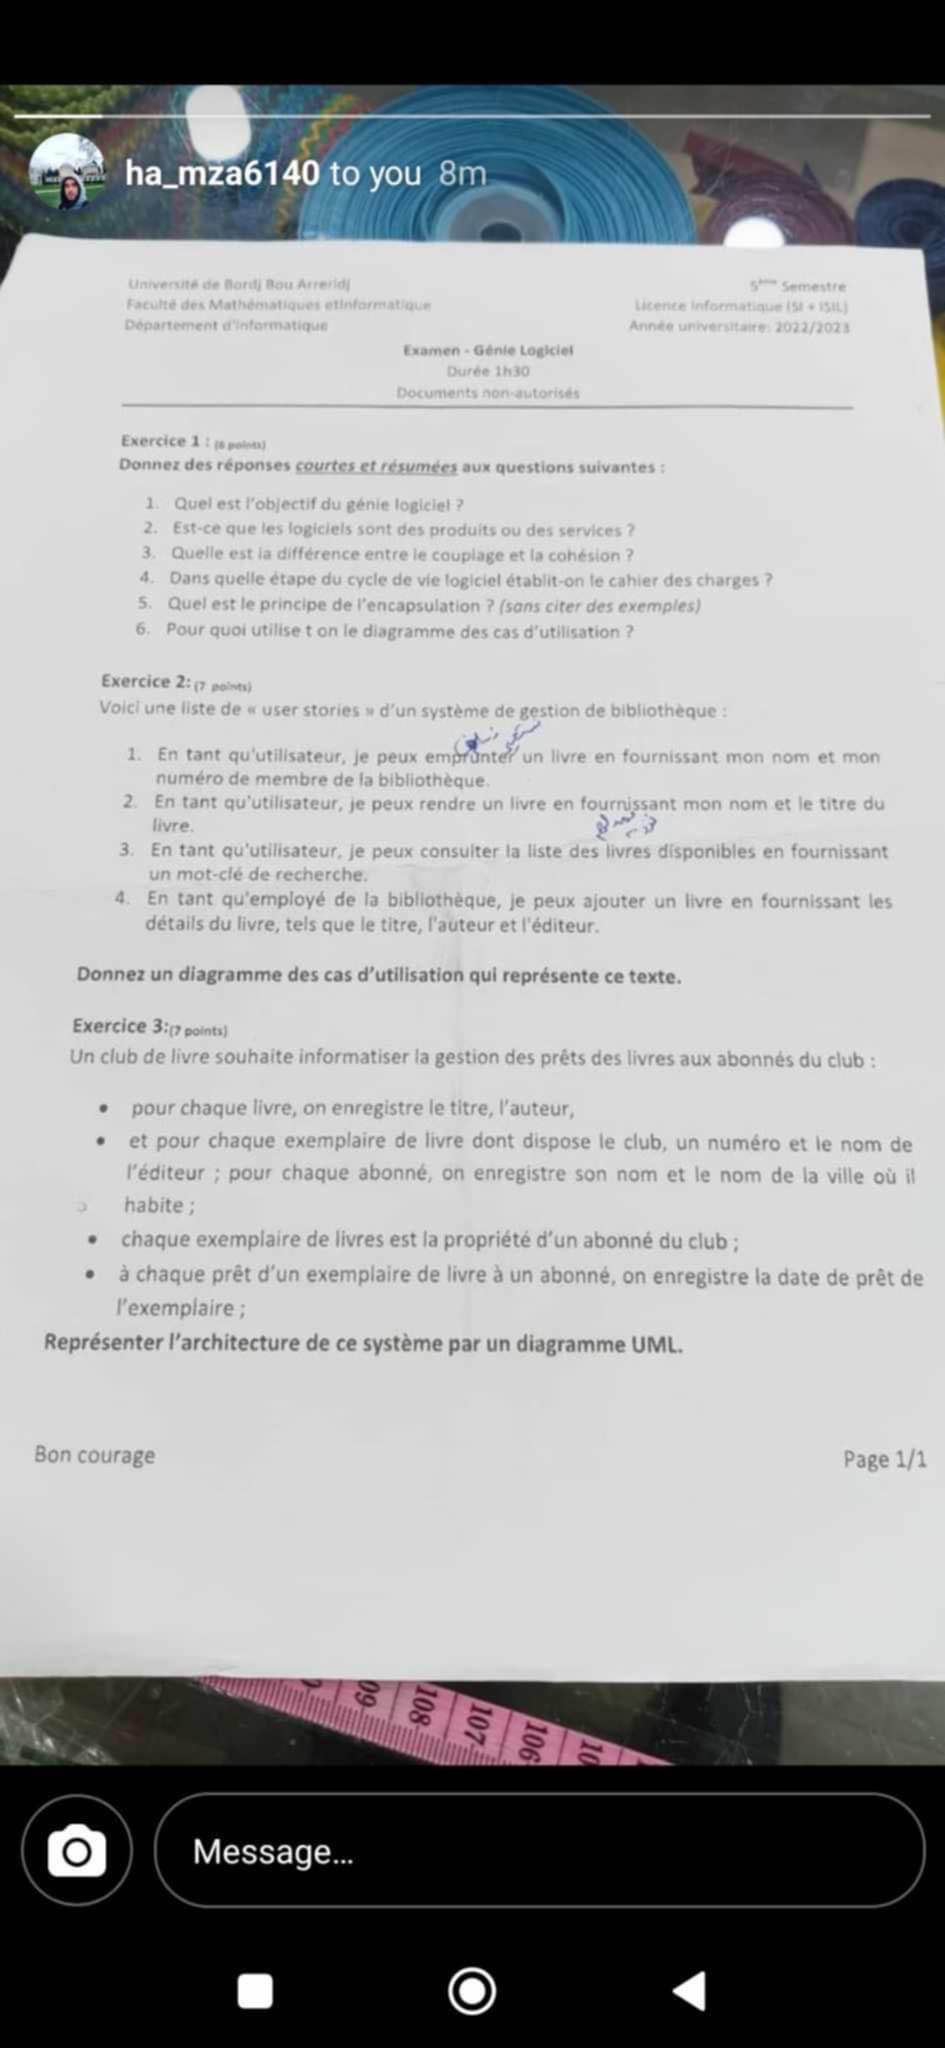 ha_mza6140 to you 8m
Université de Bordj Bou Arreridj
5ème Semestre
Faculté des Mathématiques etInformatique
Licence Informatique (SI + ISIL)
Département d'Informatique
Année universitaire: 2022/2023
Examen - Génie Logiciel
Durée 1h30
Documents non-autorisés
Exercice 1 : (6 points)
Donnez des réponses courtes et résumées aux questions suivantes :
1. Quel est l'objectif du génie logiciel ?
2. Est-ce que les logiciels sont des produits ou des services ?
3. Quelle est la différence entre le couplage et la cohésion ?
4. Dans quelle étape du cycle de vie logiciel établit-on le cahier des charges ?
5. Quel est le principe de l'encapsulation ? (sans citer des exemples)
6. Pour quoi utilise t on le diagramme des cas d'utilisation ?
Exercice 2: (7 points)
Voici une liste de « user stories » d'un système de gestion de bibliothèque :
1. En tant qu'utilisateur, je peux emprunter un livre en fournissant mon nom et mon
numéro de membre de la bibliothèque.
2. En tant qu'utilisateur, je peux rendre un livre en fournissant mon nom et le titre du
livre.
3. En tant qu'utilisateur, je peux consulter la liste des livres disponibles en fournissant
un mot-clé de recherche.
4. En tant qu'employé de la bibliothèque, je peux ajouter un livre en fournissant les
détails du livre, tels que le titre, l'auteur et l'éditeur.
Donnez un diagramme des cas d'utilisation qui représente ce texte.
Exercice 3:(7 points)
Un club de livre souhaite informatiser la gestion des prêts des livres aux abonnés du club :
• pour chaque livre, on enregistre le titre, l'auteur,
• et pour chaque exemplaire de livre dont dispose le club, un numéro et le nom de
l'éditeur ; pour chaque abonné, on enregistre son nom et le nom de la ville où il
habite ;
• chaque exemplaire de livres est la propriété d'un abonné du club ;
• à chaque prêt d'un exemplaire de livre à un abonné, on enregistre la date de prêt de
l'exemplaire ;
Représenter l'architecture de ce système par un diagramme UML.
Bon courage
Page 1/1
109
108
107
106
10
Message...